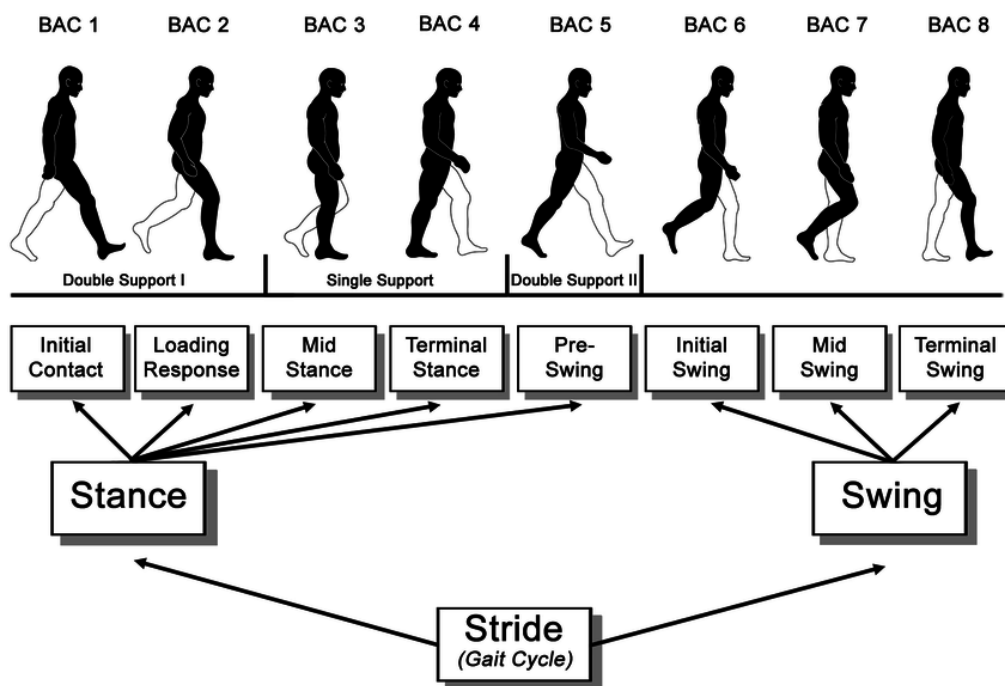 BAC 1 BAC 2 BAC 3 BAC 4 BAC 5 BAC 6 BAC 7 BAC 8
Double Support I Single Support Double Support II
Initial Contact
Loading Response
Mid Stance
Terminal Stance
Pre-Swing
Initial Swing
Mid Swing
Terminal Swing
Stance
Swing
Stride
(Gait Cycle)